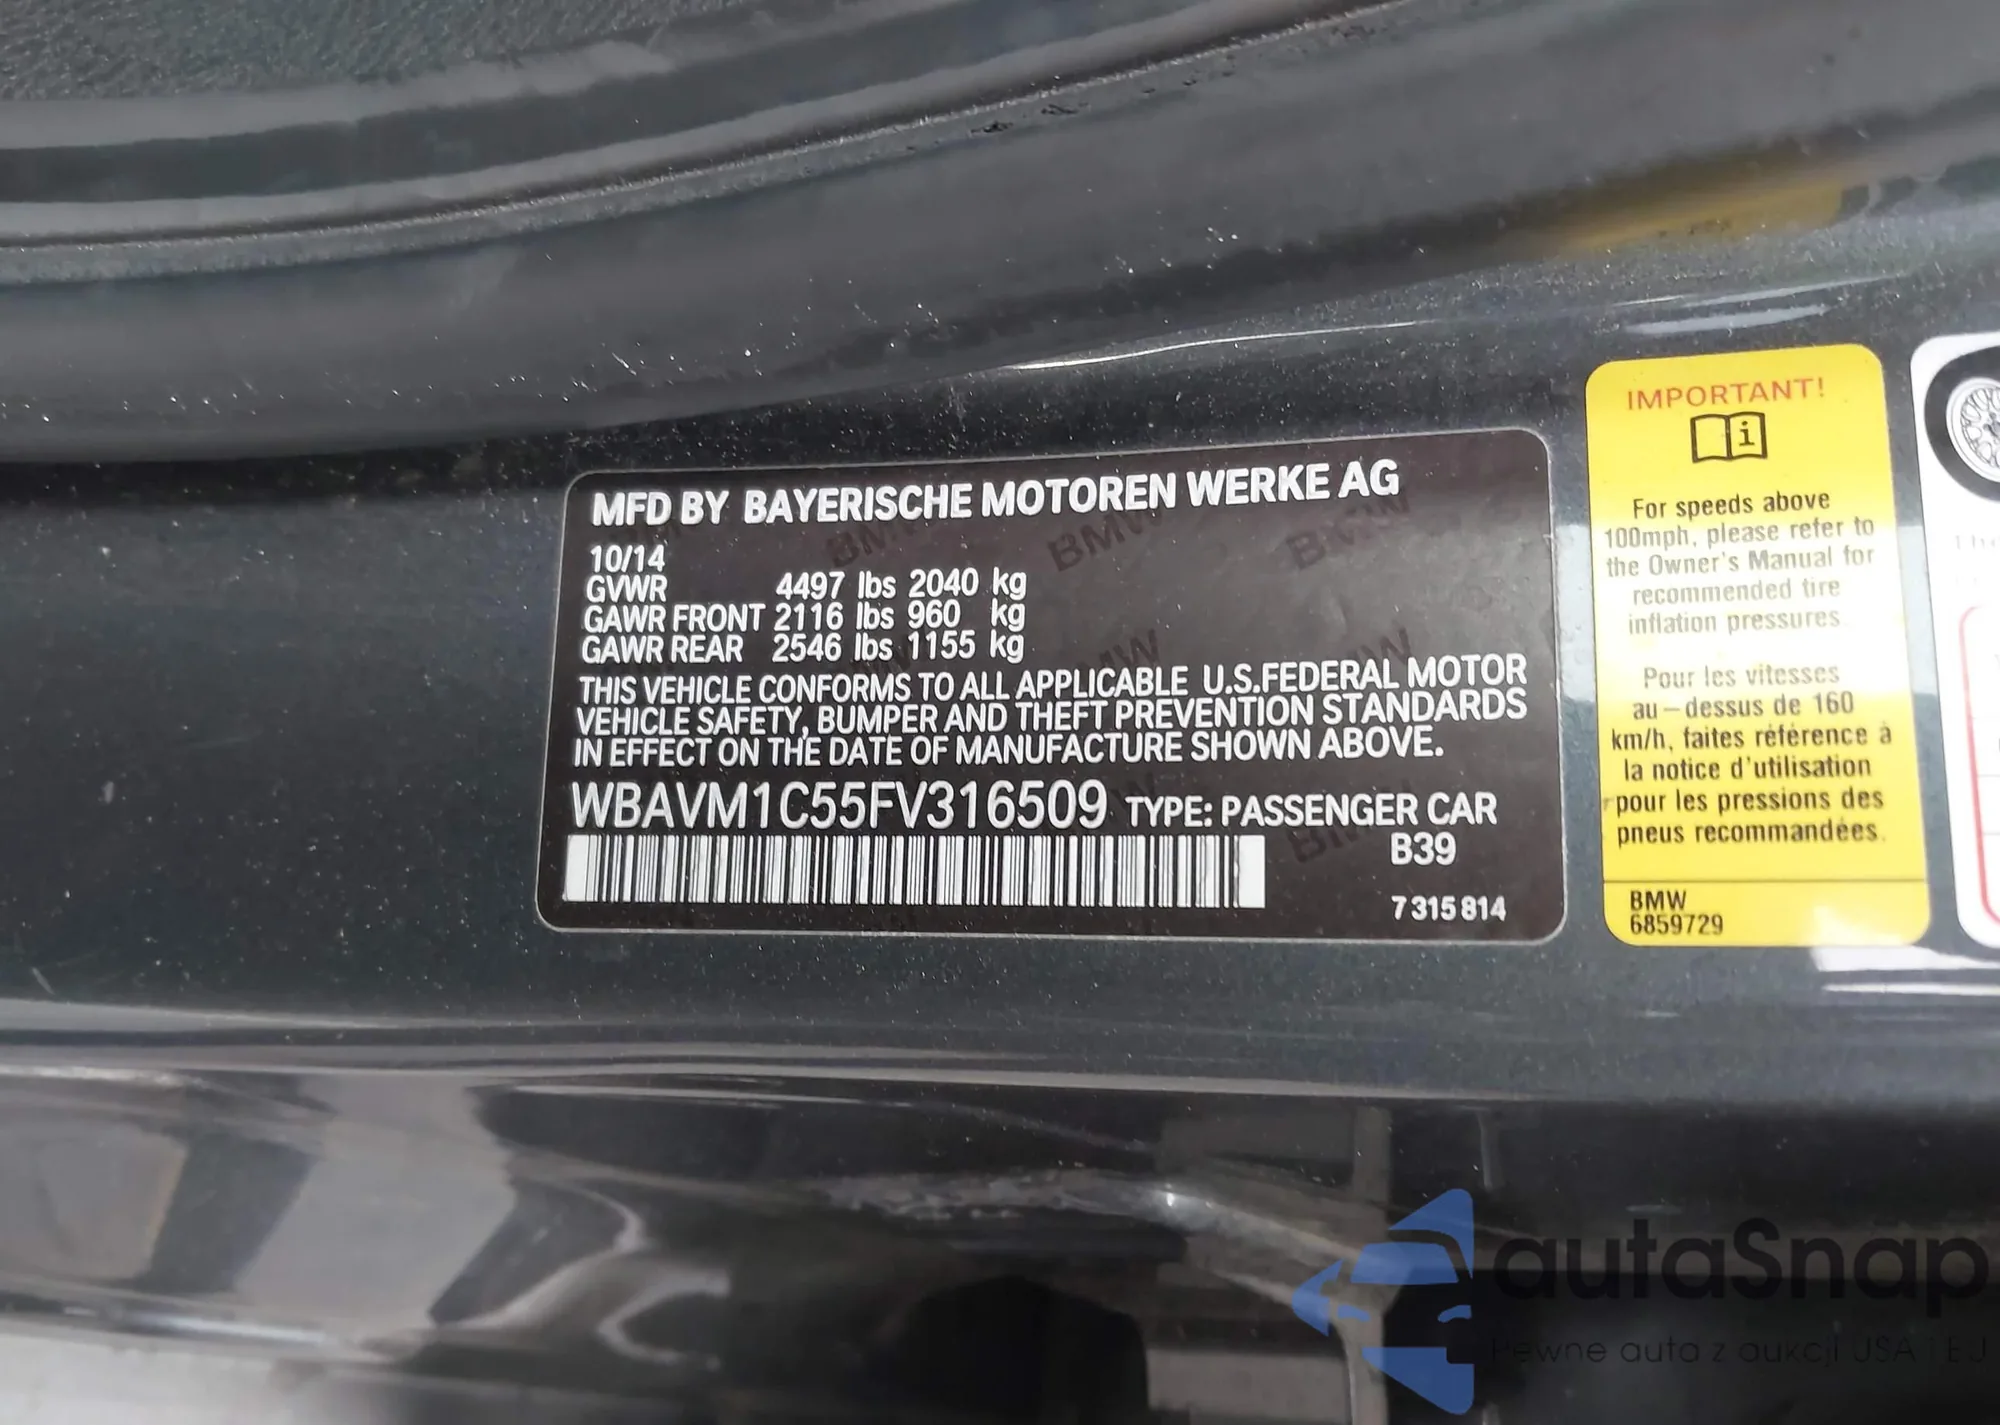 MFD BY BAYERISCHE MOTOREN WERKE AG
10/14
GVWR 4497 lbs 2040 kg
GAWR FRONT 2116 lbs 960 kg
GAWR REAR 2546 lbs 1155 kg
THIS VEHICLE CONFORMS TO ALL APPLICABLE U.S.FEDERAL MOTOR
VEHICLE SAFETY, BUMPER AND THEFT PREVENTION STANDARDS
IN EFFECT ON THE DATE OF MANUFACTURE SHOWN ABOVE.
WBAVM1C55FV316509 TYPE: PASSENGER CAR
B39
7 315 814
IMPORTANT!
i
For speeds above
100mph, please refer to
the Owner's Manual for
recommended tire
inflation pressures.
Pour les vitesses
au-dessus de 160
km/h, faites référence à
la notice d'utilisation
pour les pressions des
pneus recommandées.
BMW
6859729
autaSnap
Pewne auta z aukcji USA i EU